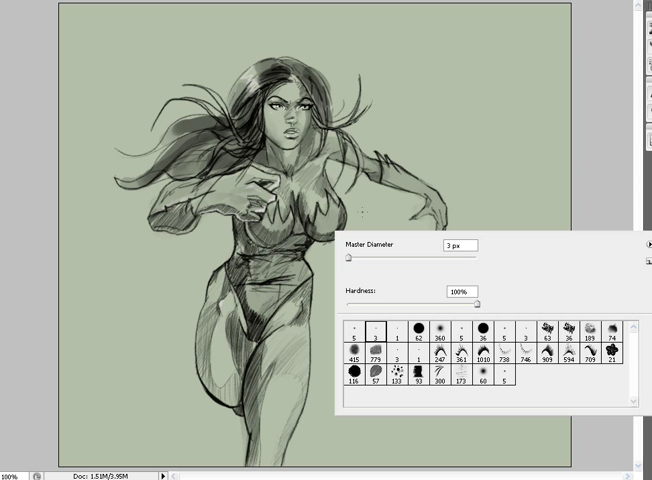 Master Diameter 3 px
Hardness: 100%
5 3 1 62 360 5 36 5 3 63 36 189 74
415 779 3 1 247 361 1010 738 746 909 594 709 21
116 57 133 93 300 173 60 5
100% Doc: 1.51M/3.95M